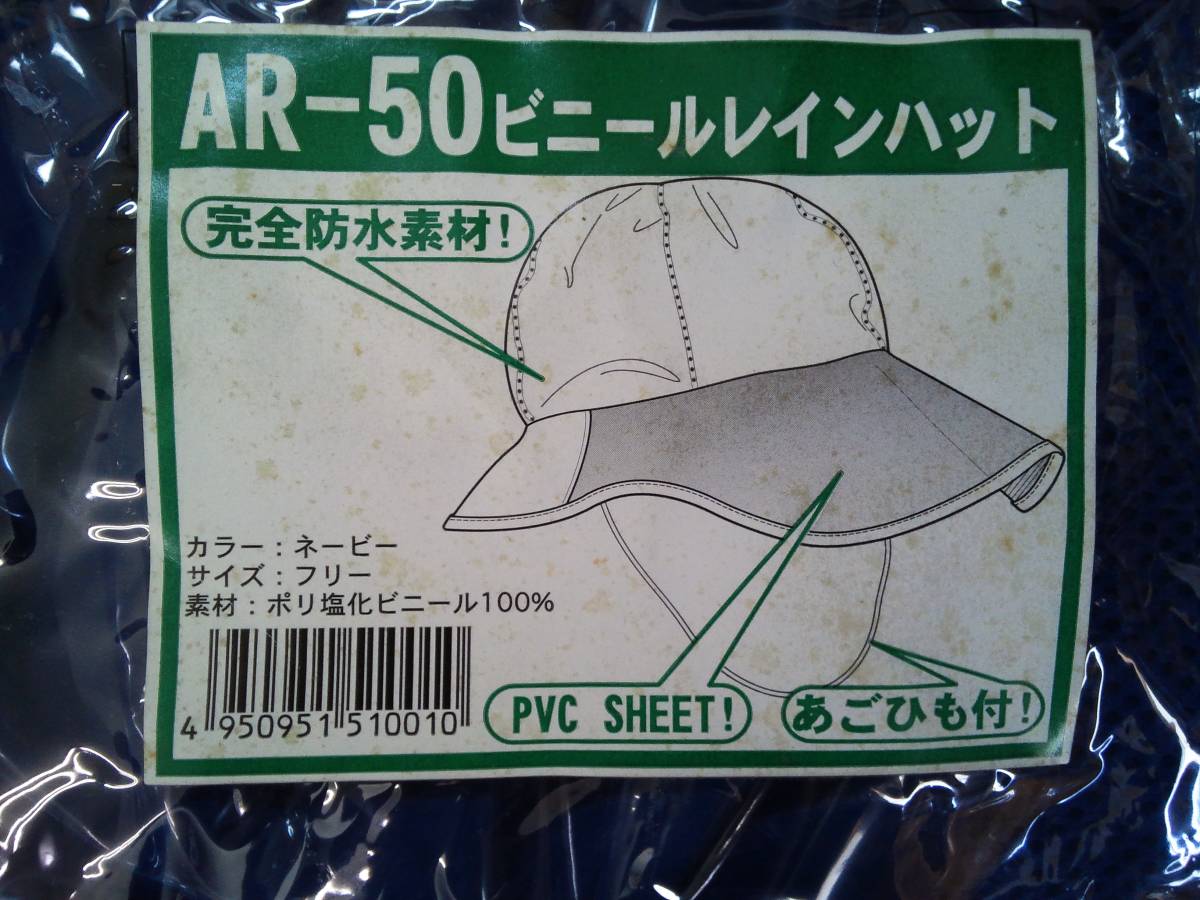 AR-50ビニールレインハット
完全防水素材!
カラー：ネービー
サイズ：フリー
素材：ポリ塩化ビニール100%
4 950951 510010
PVC SHEET!
あごひも付!